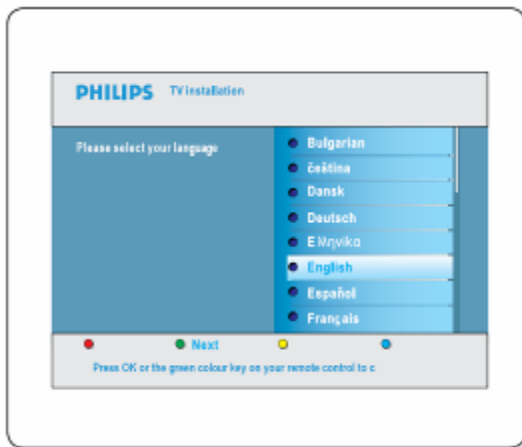 PHILIPS TV installation
Please select your language
Bulgarian
čeština
Dansk
Deutsch
Ελληνικα
English
Español
Français
Next
Press OK or the green colour key on your remote control to c